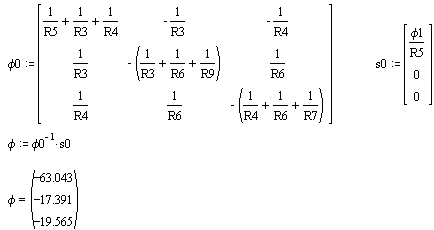 φ0 := [ 1/R5 + 1/R3 + 1/R4   - 1/R3   - 1/R4
1/R3   - (1/R3 + 1/R6 + 1/R9)   1/R6
1/R4   1/R6   - (1/R4 + 1/R6 + 1/R7) ]
s0 := [ φ1/R5
0
0 ]
φ := φ0^-1 · s0
φ = ( -63.043
-17.391
-19.565 )